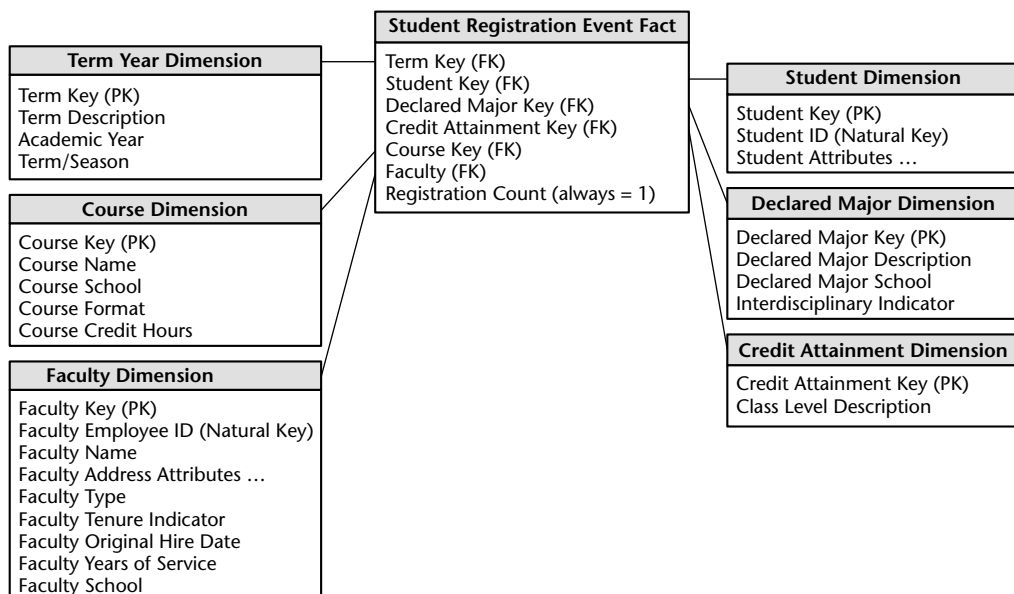 Student Registration Event Fact
Term Key (FK)
Student Key (FK)
Declared Major Key (FK)
Credit Attainment Key (FK)
Course Key (FK)
Faculty (FK)
Registration Count (always = 1)
Term Year Dimension
Term Key (PK)
Term Description
Academic Year
Term/Season
Course Dimension
Course Key (PK)
Course Name
Course School
Course Format
Course Credit Hours
Faculty Dimension
Faculty Key (PK)
Faculty Employee ID (Natural Key)
Faculty Name
Faculty Address Attributes …
Faculty Type
Faculty Tenure Indicator
Faculty Original Hire Date
Faculty Years of Service
Faculty School
Student Dimension
Student Key (PK)
Student ID (Natural Key)
Student Attributes …
Declared Major Dimension
Declared Major Key (PK)
Declared Major Description
Declared Major School
Interdisciplinary Indicator
Credit Attainment Dimension
Credit Attainment Key (PK)
Class Level Description